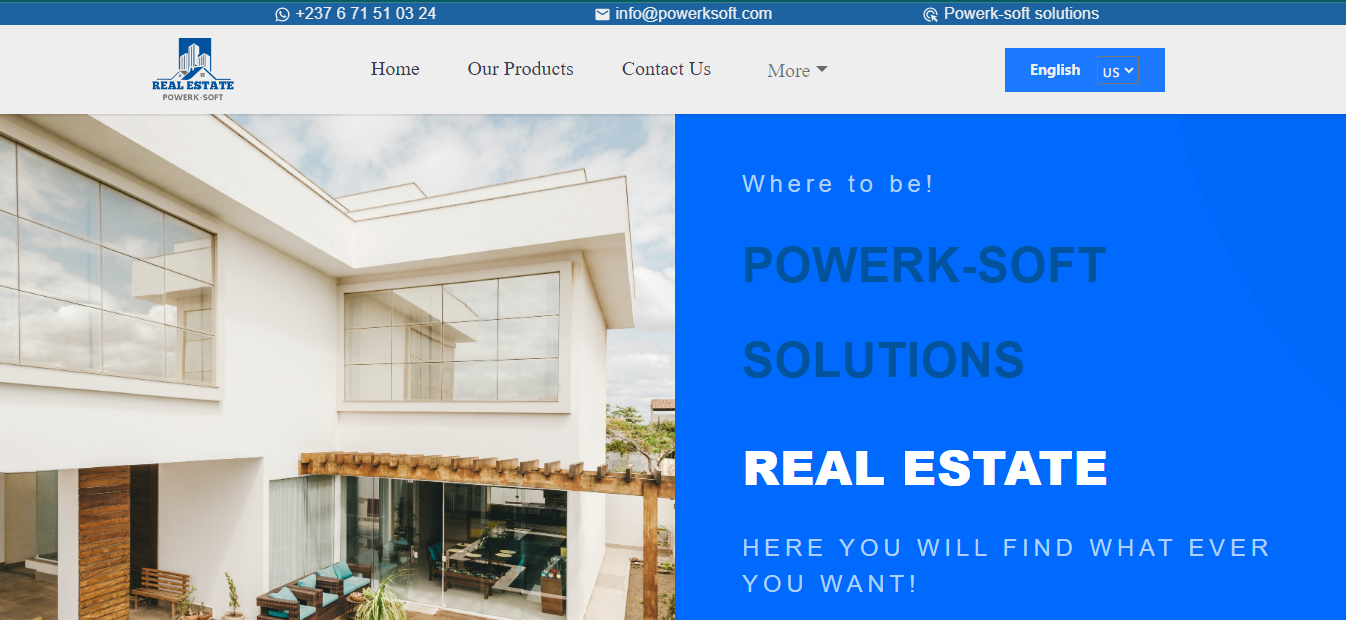 +237 6 71 51 03 24
info@powerksoft.com
Powerk-soft solutions
REAL ESTATE
POWERK-SOFT
Home
Our Products
Contact Us
More
English
US
Where to be!
POWERK-SOFT
SOLUTIONS
REAL ESTATE
HERE YOU WILL FIND WHAT EVER
YOU WANT!